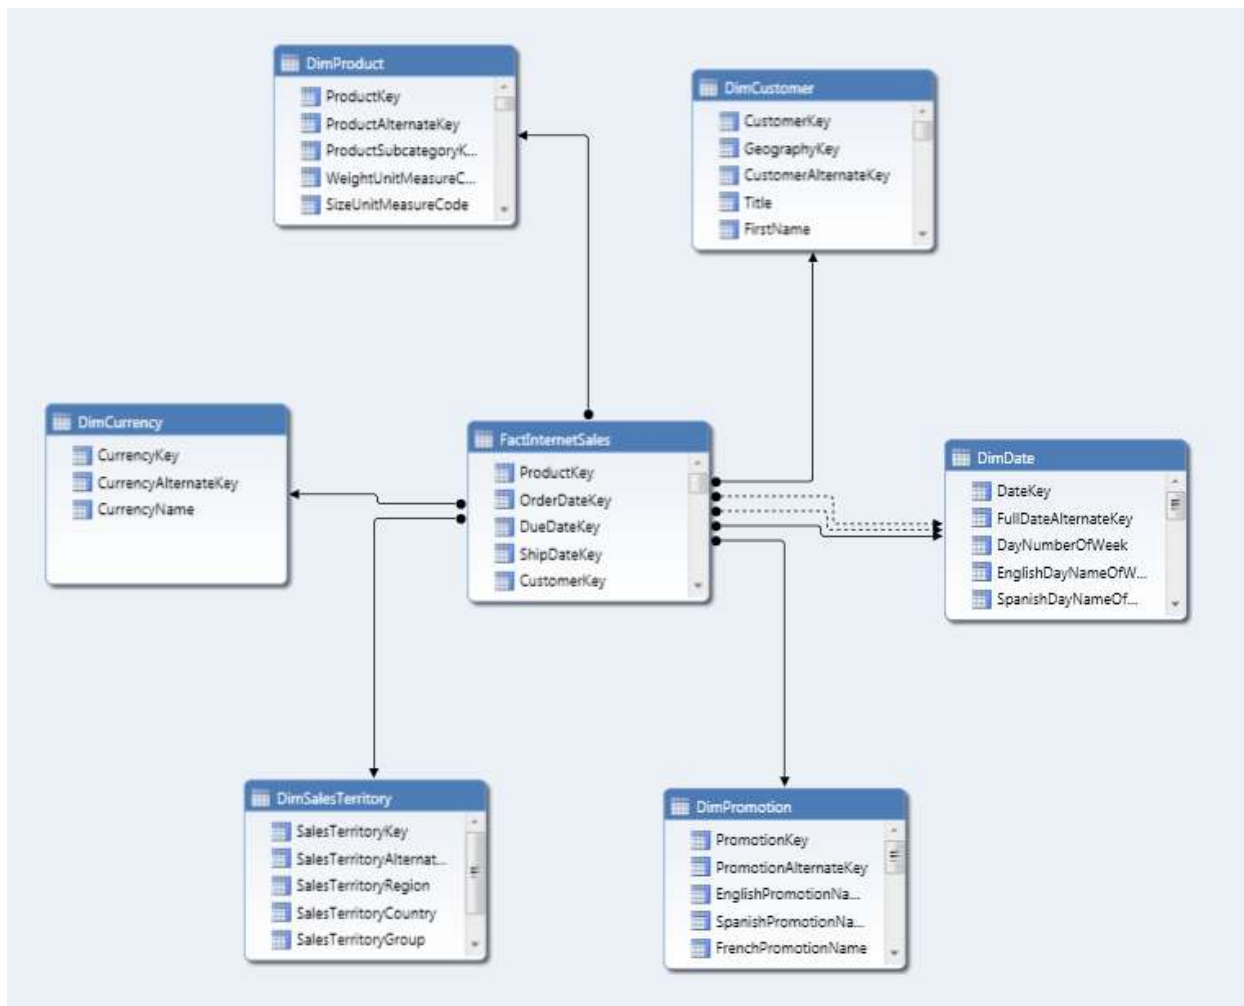 DimProduct
ProductKey
ProductAlternateKey
ProductSubcategoryK...
WeightUnitMeasureC...
SizeUnitMeasureCode
DimCustomer
CustomerKey
GeographyKey
CustomerAlternateKey
Title
FirstName
DimCurrency
CurrencyKey
CurrencyAlternateKey
CurrencyName
FactInternetSales
ProductKey
OrderDateKey
DueDateKey
ShipDateKey
CustomerKey
DimDate
DateKey
FullDateAlternateKey
DayNumberOfWeek
EnglishDayNameOfW...
SpanishDayNameOf...
DimSalesTerritory
SalesTerritoryKey
SalesTerritoryAlternat...
SalesTerritoryRegion
SalesTerritoryCountry
SalesTerritoryGroup
DimPromotion
PromotionKey
PromotionAlternateKey
EnglishPromotionNa...
SpanishPromotionNa...
FrenchPromotionName